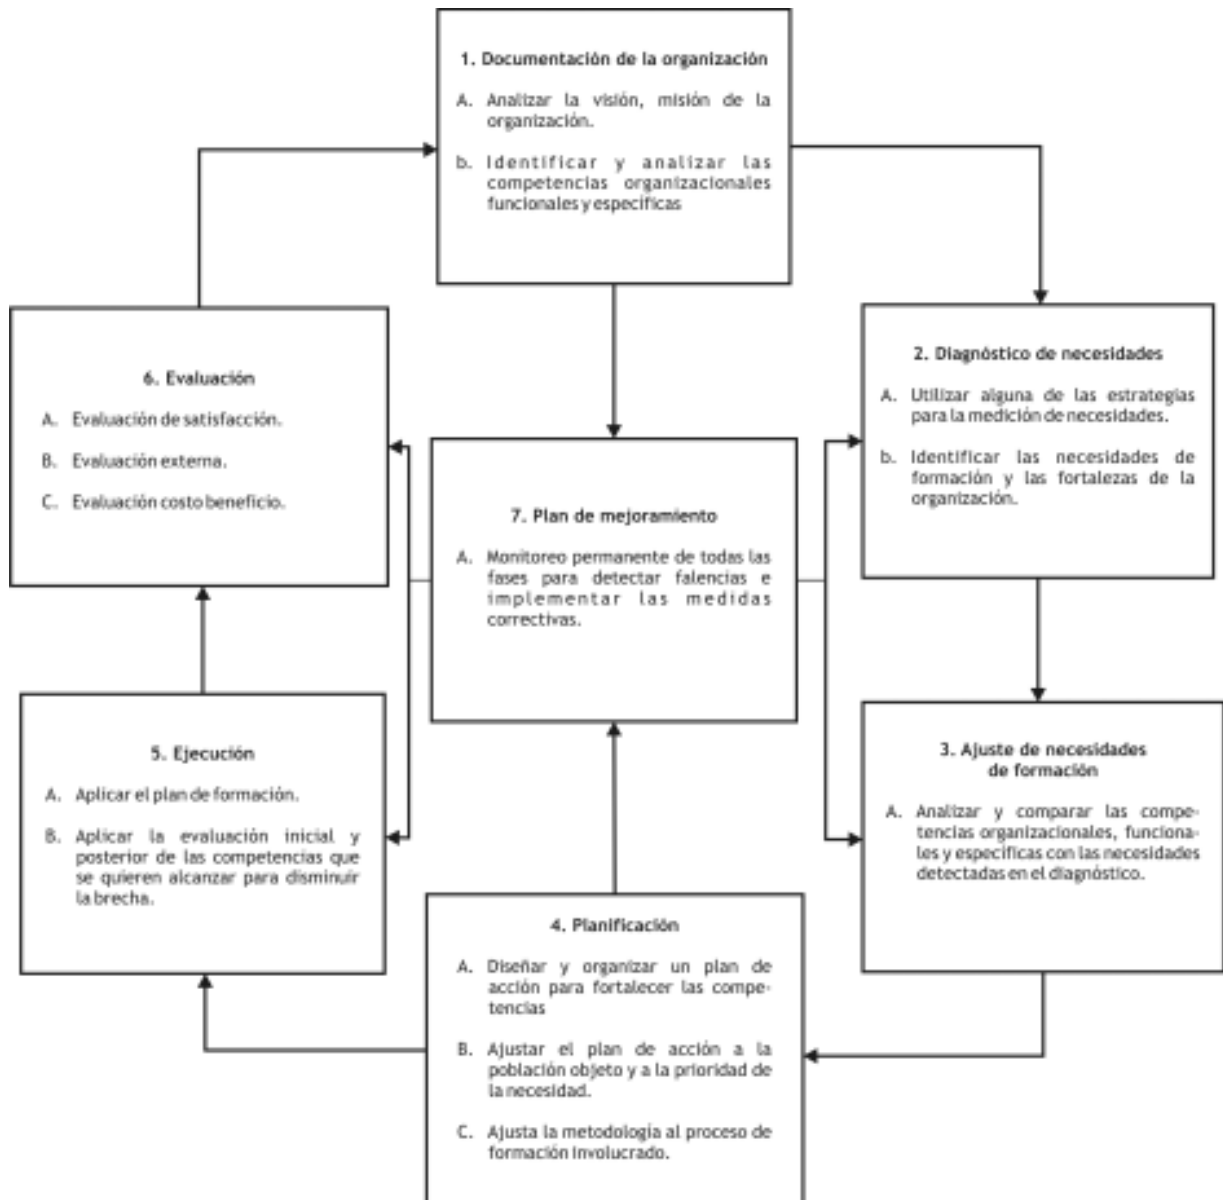 1. Documentación de la organización
A. Analizar la visión, misión de la
organización.
b. Identificar y analizar las
competencias organizacionales
funcionales y específicas
2. Diagnóstico de necesidades
A. Utilizar alguna de las estrategias
para la medición de necesidades.
b. Identificar las necesidades de
formación y las fortalezas de la
organización.
3. Ajuste de necesidades
de formación
A. Analizar y comparar las compe-
tencias organizacionales, funciona-
les y específicas con las necesidades
detectadas en el diagnóstico.
4. Planificación
A. Diseñar y organizar un plan de
acción para fortalecer las compe-
tencias
B. Ajustar el plan de acción a la
población objeto y a la prioridad de
la necesidad.
C. Ajusta la metodología al proceso de
formación involucrado.
5. Ejecución
A. Aplicar el plan de formación.
B. Aplicar la evaluación inicial y
posterior de las competencias que
se quieren alcanzar para disminuir
la brecha.
6. Evaluación
A. Evaluación de satisfacción.
B. Evaluación externa.
C. Evaluación costo beneficio.
7. Plan de mejoramiento
A. Monitoreo permanente de todas las
fases para detectar falencias e
implementar las medidas
correctivas.